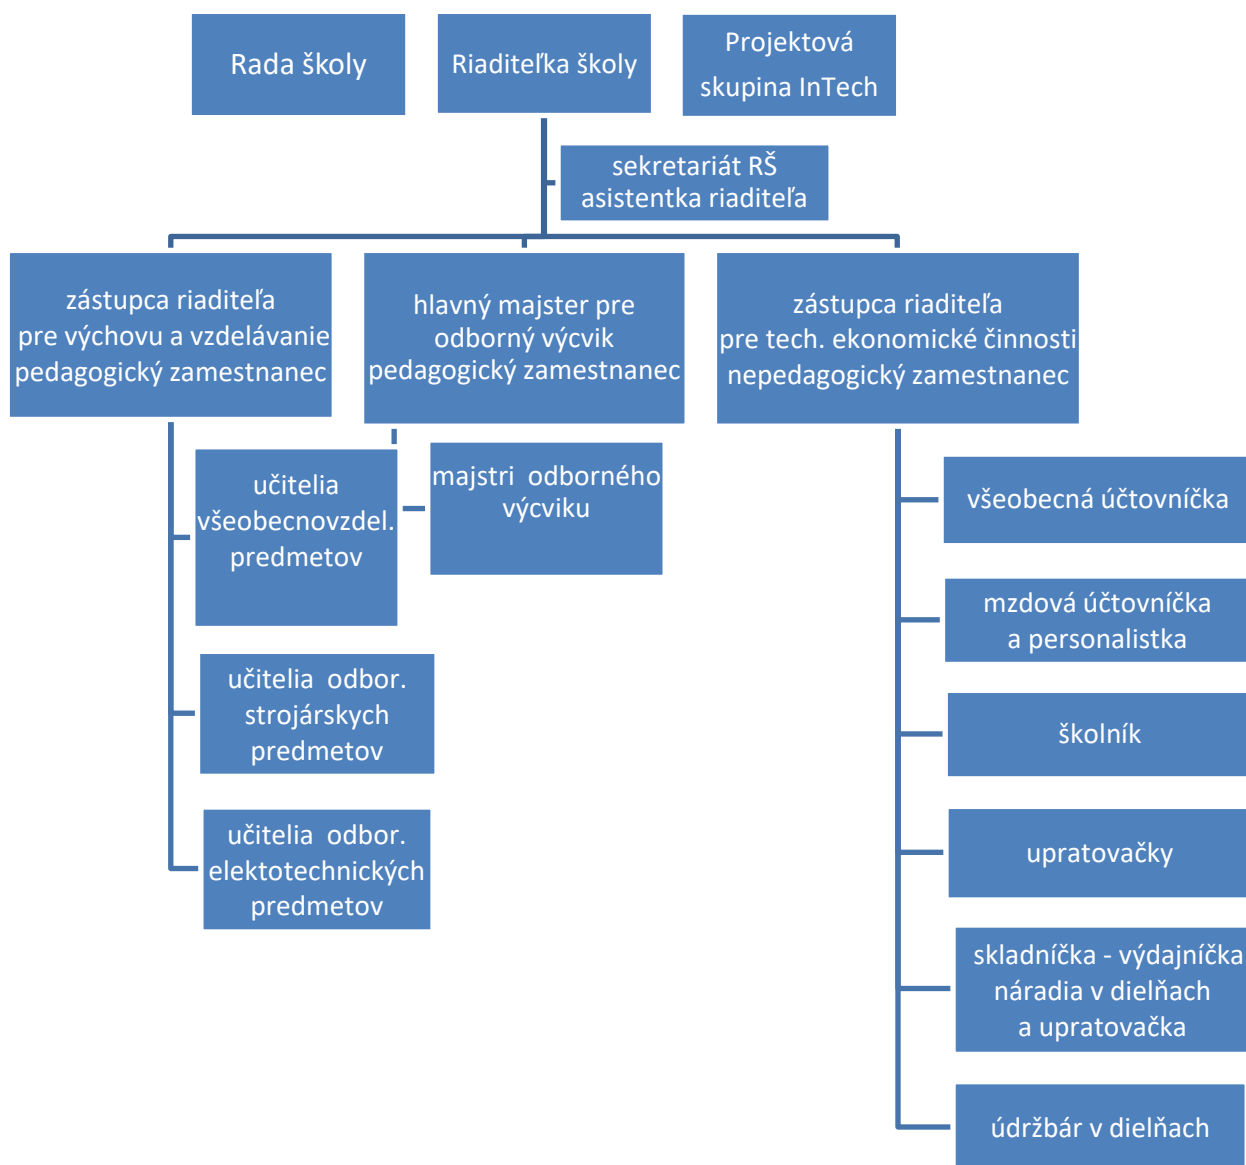 Rada školy
Riaditeľka školy
Projektová
skupina InTech
sekretariát RŠ
asistentka riaditeľa
zástupca riaditeľa
pre výchovu a vzdelávanie
pedagogický zamestnanec
hlavný majster pre
odborný výcvik
pedagogický zamestnanec
zástupca riaditeľa
pre tech. ekonomické činnosti
nepedagogický zamestnanec
učitelia
všeobecnovzdel.
predmetov
majstri  odborného
výcviku
učitelia  odbor.
strojárskych
predmetov
učitelia  odbor.
elektotechnických
predmetov
všeobecná účtovníčka
mzdová účtovníčka
a personalistka
školník
upratovačky
skladníčka - výdajníčka
náradia v dielňach
a upratovačka
údržbár v dielňach